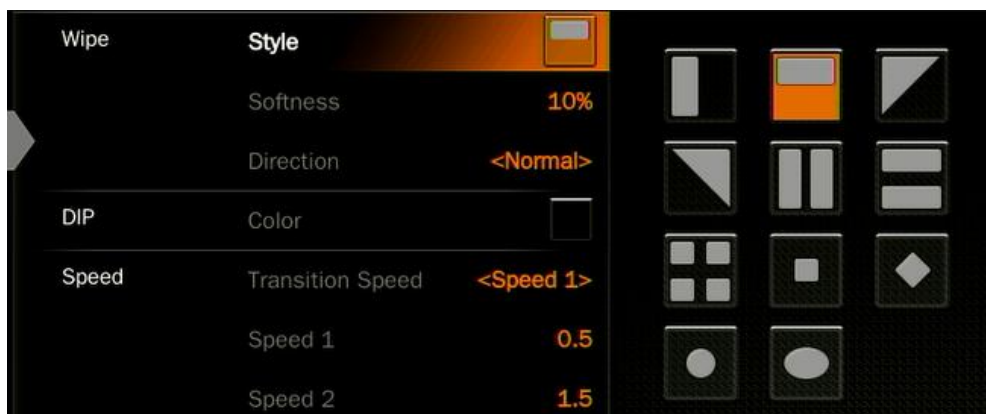 Wipe Style
Softness 10%
Direction <Normal>
DIP Color
Speed Transition Speed <Speed 1>
Speed 1 0.5
Speed 2 1.5